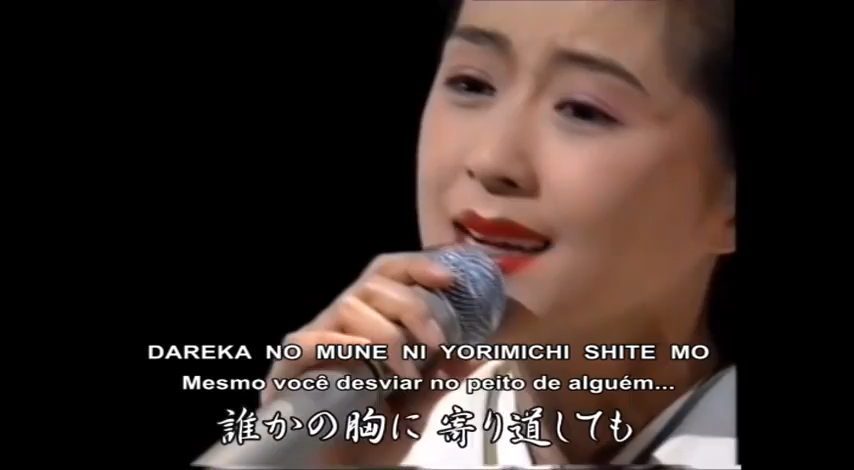 DAREKA NO MUNE NI YORIMICHI SHITE MO
Mesmo você desviar no peito de alguém...
誰かの胸に 寄り道しても